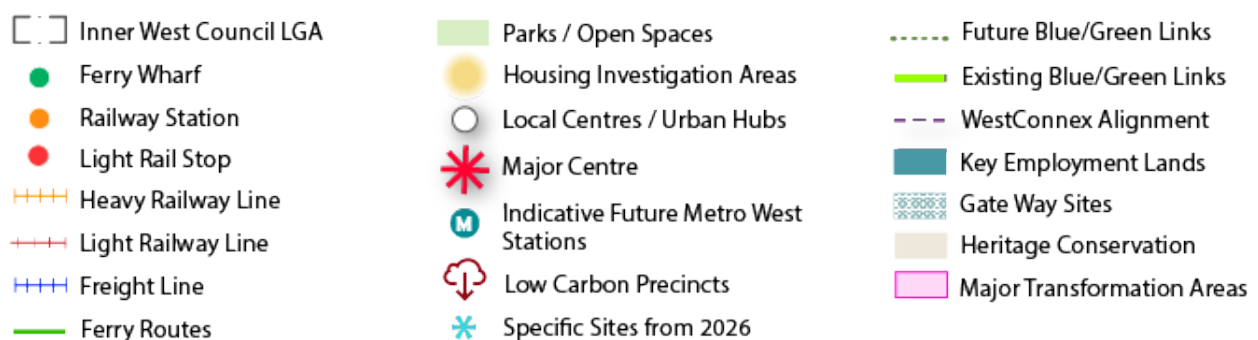 Inner West Council LGA
Ferry Wharf
Railway Station
Light Rail Stop
Heavy Railway Line
Light Railway Line
Freight Line
Ferry Routes
Parks / Open Spaces
Housing Investigation Areas
Local Centres / Urban Hubs
Major Centre
M
Indicative Future Metro West
Stations
Low Carbon Precincts
Specific Sites from 2026
Future Blue/Green Links
Existing Blue/Green Links
WestConnex Alignment
Key Employment Lands
Gate Way Sites
Heritage Conservation
Major Transformation Areas